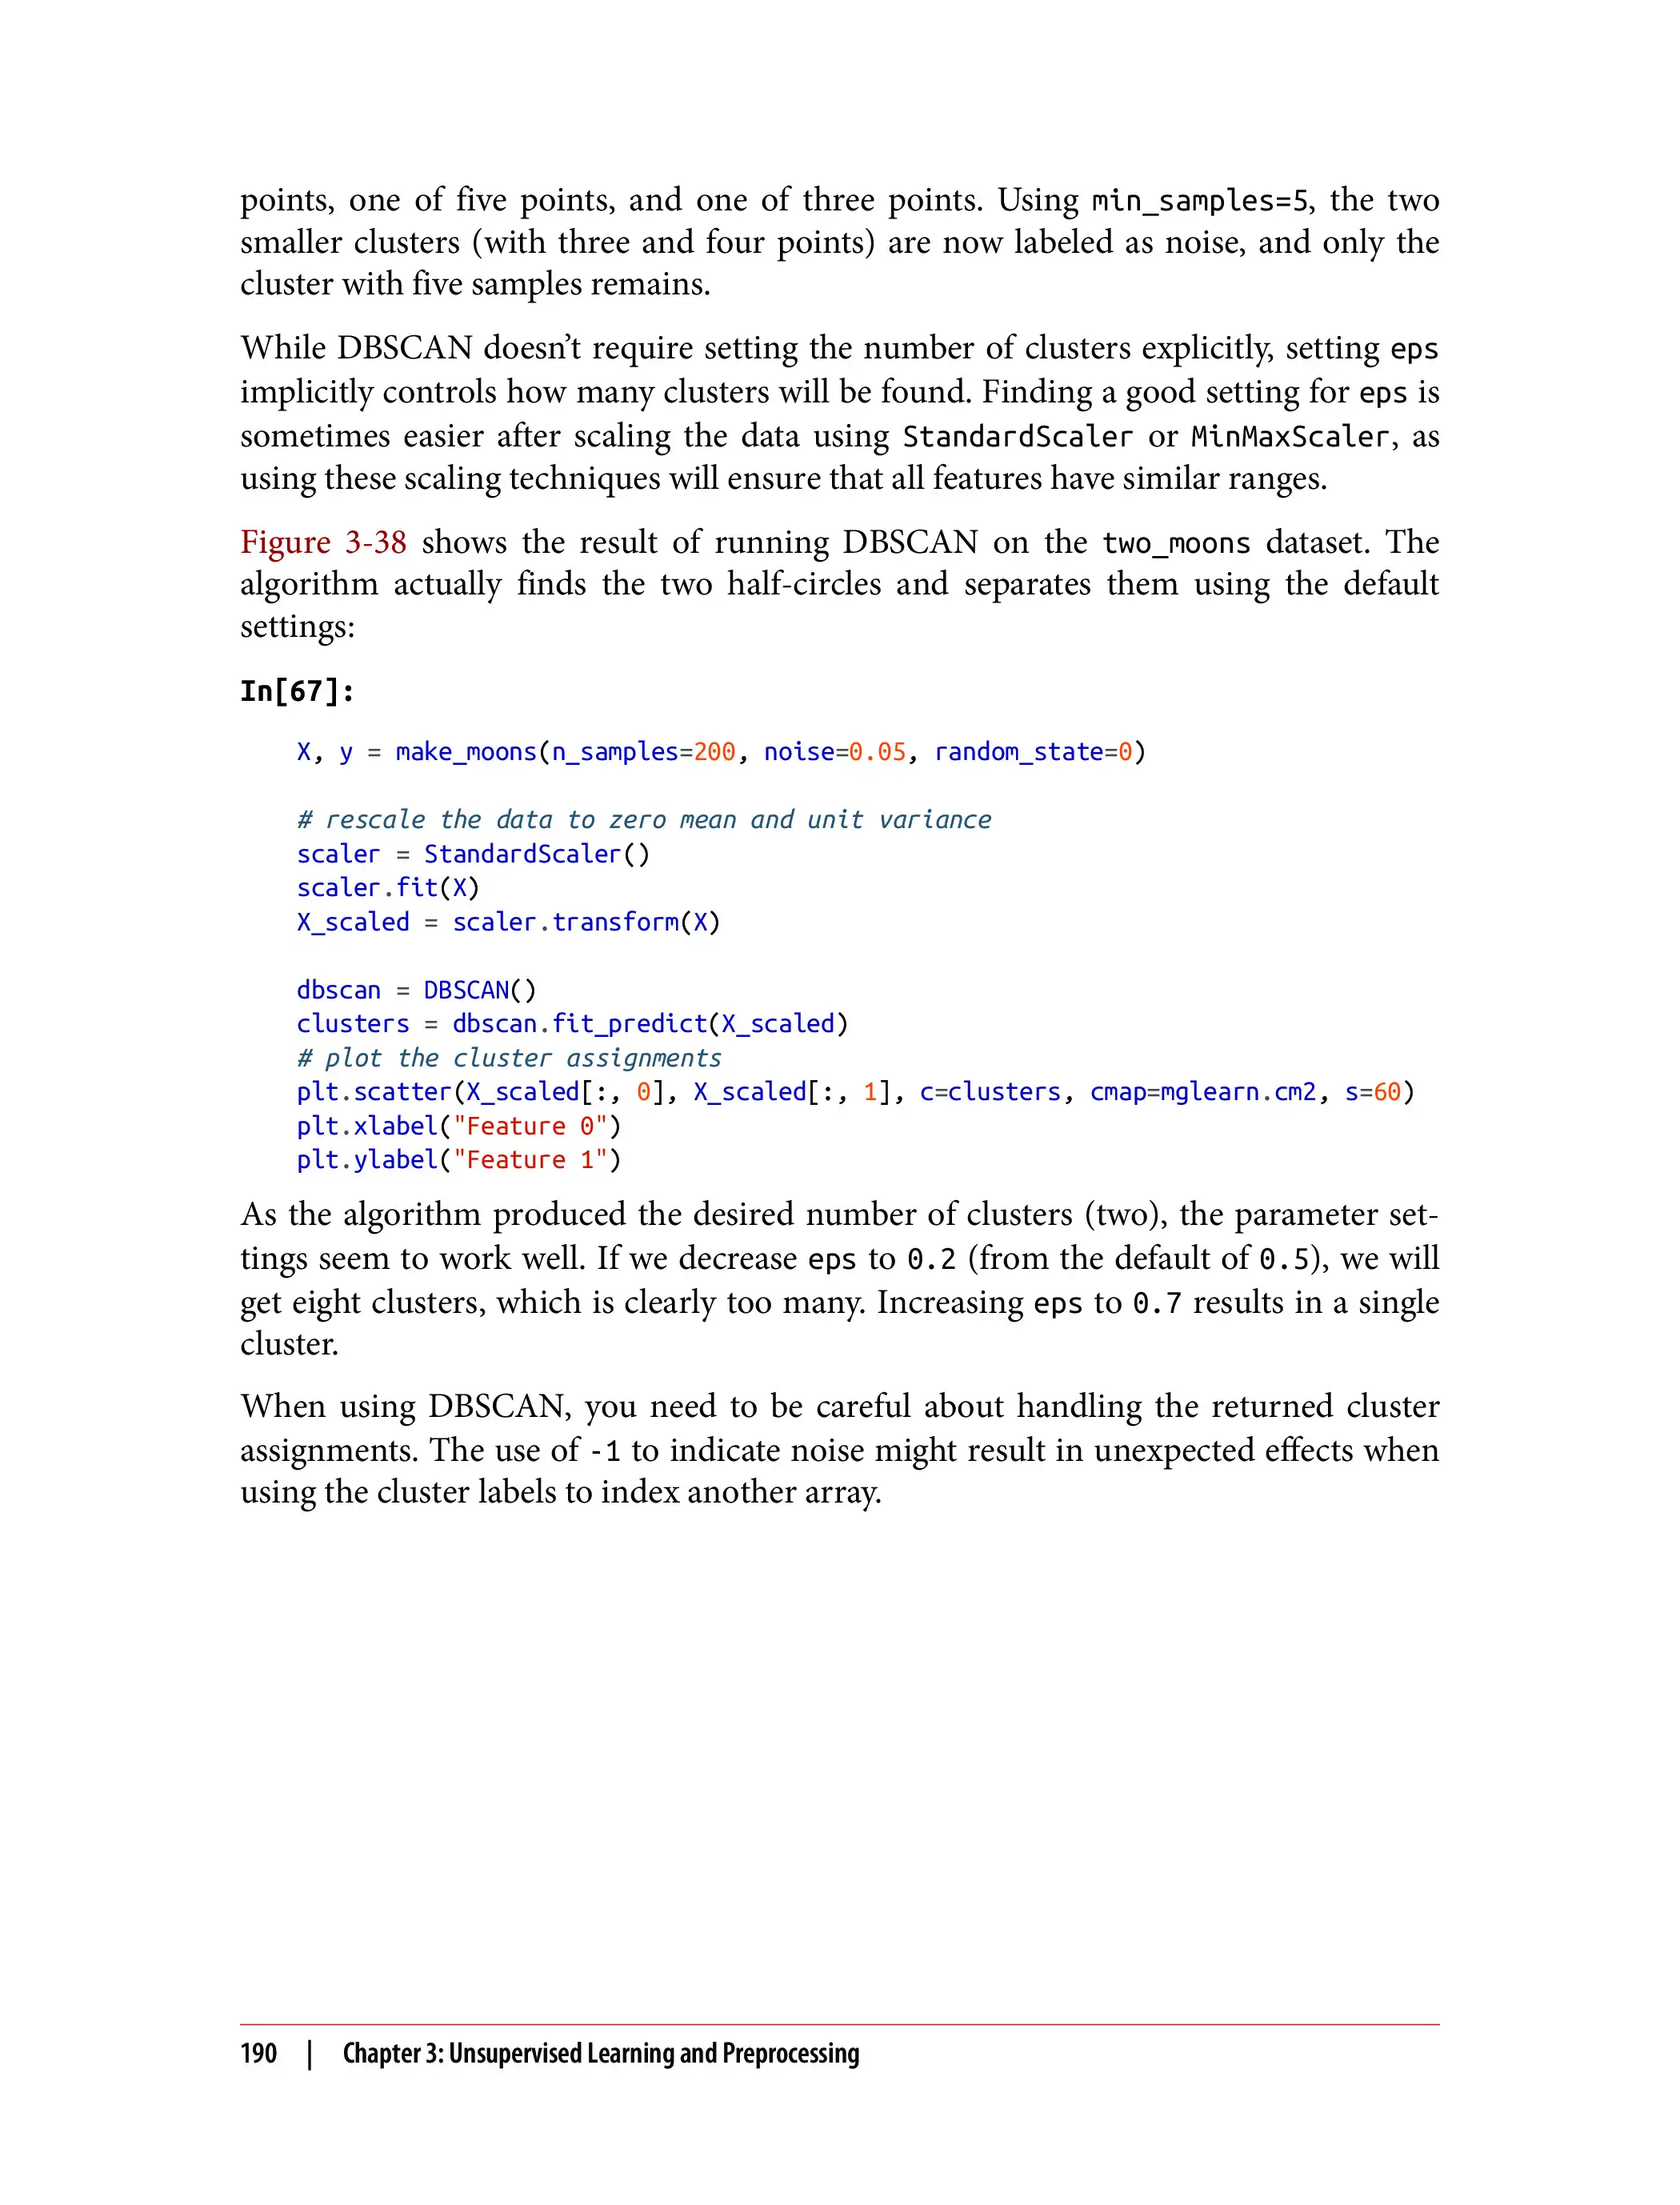 points, one of five points, and one of three points. Using min_samples=5, the two
smaller clusters (with three and four points) are now labeled as noise, and only the
cluster with five samples remains.
While DBSCAN doesn’t require setting the number of clusters explicitly, setting eps
implicitly controls how many clusters will be found. Finding a good setting for eps is
sometimes easier after scaling the data using StandardScaler or MinMaxScaler, as
using these scaling techniques will ensure that all features have similar ranges.
Figure 3-38 shows the result of running DBSCAN on the two_moons dataset. The
algorithm actually finds the two half-circles and separates them using the default
settings:
In[67]:
X, y = make_moons(n_samples=200, noise=0.05, random_state=0)
# rescale the data to zero mean and unit variance
scaler = StandardScaler()
scaler.fit(X)
X_scaled = scaler.transform(X)
dbscan = DBSCAN()
clusters = dbscan.fit_predict(X_scaled)
# plot the cluster assignments
plt.scatter(X_scaled[:, 0], X_scaled[:, 1], c=clusters, cmap=mglearn.cm2, s=60)
plt.xlabel("Feature 0")
plt.ylabel("Feature 1")
As the algorithm produced the desired number of clusters (two), the parameter set-
tings seem to work well. If we decrease eps to 0.2 (from the default of 0.5), we will
get eight clusters, which is clearly too many. Increasing eps to 0.7 results in a single
cluster.
When using DBSCAN, you need to be careful about handling the returned cluster
assignments. The use of -1 to indicate noise might result in unexpected effects when
using the cluster labels to index another array.
190 | Chapter 3: Unsupervised Learning and Preprocessing